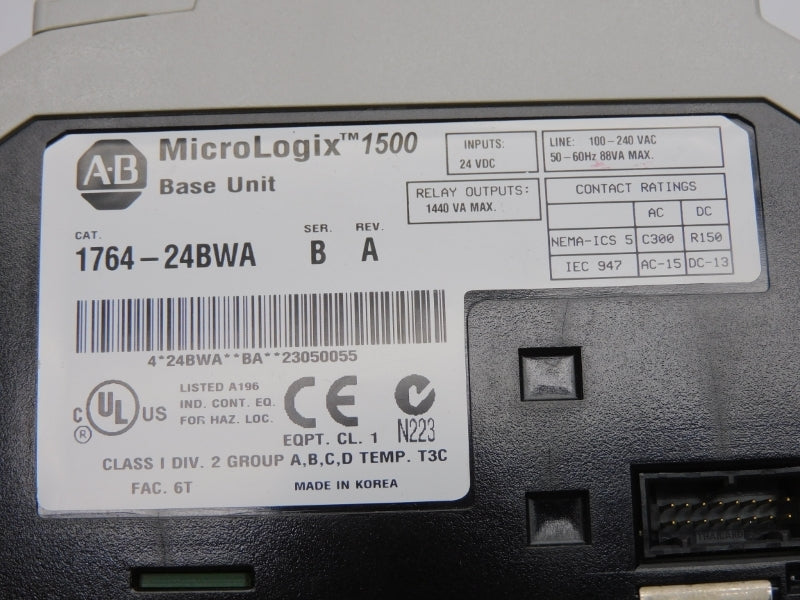 A·B
MicroLogix™ 1500
Base Unit
INPUTS:
24 VDC
LINE: 100-240 VAC
50-60Hz 88VA MAX.
RELAY OUTPUTS:
1440 VA MAX.
CONTACT RATINGS
AC DC
NEMA-ICS 5 C300 R150
IEC 947 AC-15 DC-13
CAT. SER. REV.
1764-24BWA B A
4*24BWA**BA**23050055
C UL US ®
LISTED A196
IND. CONT. EQ.
FOR HAZ. LOC.
CE
EQPT. CL. 1 N223
CLASS I DIV. 2 GROUP A,B,C,D TEMP. T3C
FAC. 6T MADE IN KOREA